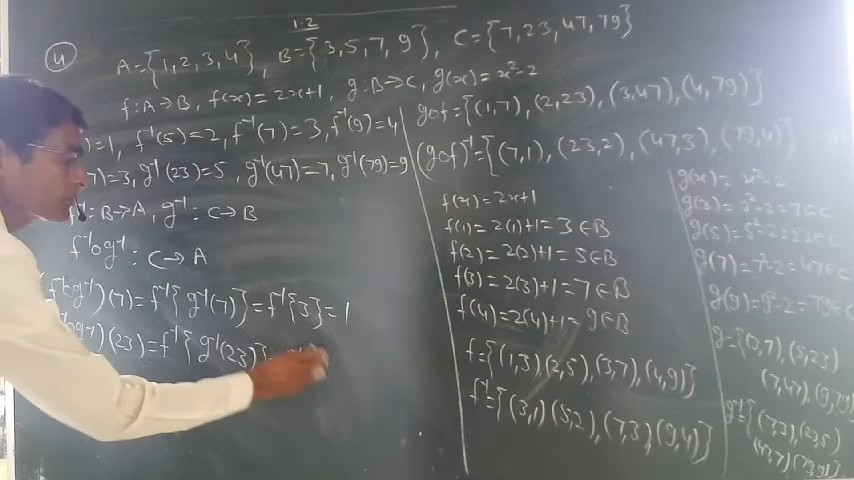 1.2
4
A={1,2,3,4}, B={3,5,7,9}, C={7,23,47,79}
f:A→B, f(x)=2x+1, g:B→C, g(x)=x²-2
)=1, f⁻¹(5)=2, f⁻¹(7)=3, f⁻¹(9)=4
7)=3, g⁻¹(23)=5, g⁻¹(47)=7, g⁻¹(79)=9
f⁻¹:B→A, g⁻¹:C→B
f⁻¹og⁻¹:C→A
(f⁻¹og⁻¹)(7)=f⁻¹{g⁻¹(7)}=f⁻¹{3}=1
og⁻¹)(23)=f⁻¹{g⁻¹(23)}
gof={(1,7),(2,23),(3,47),(4,79)}
(gof)⁻¹={(7,1),(23,2),(47,3),(79,4)}
f(x)=2x+1
f(1)=2(1)+1=3∈B
f(2)=2(2)+1=5∈B
f(3)=2(3)+1=7∈B
f(4)=2(4)+1=9∈B
f={(1,3)(2,5),(3,7),(4,9)}
f⁻¹={(3,1)(5,2),(7,3)(9,4)}
g(x)=x²-2
g(3)=3²-2=7∈C
g(5)=5²-2=23∈C
g(7)=7²-2=47∈C
g(9)=9²-2=79∈C
g={(3,7),(5,23)
(7,47),(9,79)
g⁻¹={(7,3),(23,5)
(47,7)(79,9)}